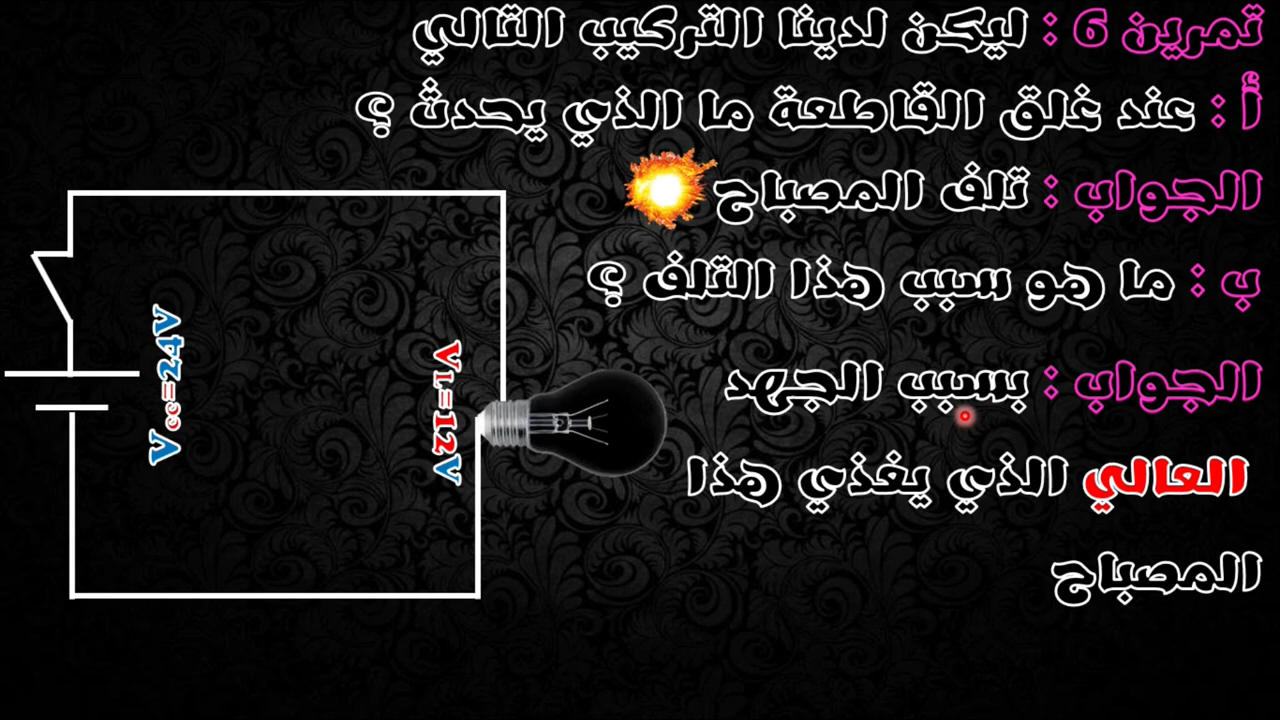 تمرين 6 : ليكن لدينا التركيب التالي
أ : عند غلق القاطعة ما الذي يحدث ؟
الجواب : تلف المصباح
ب : ما هو سبب هذا التلف ؟
الجواب : بسبب الجهد
العالي الذي يغذي هذا
المصباح
Vcc=24V
VL=12V